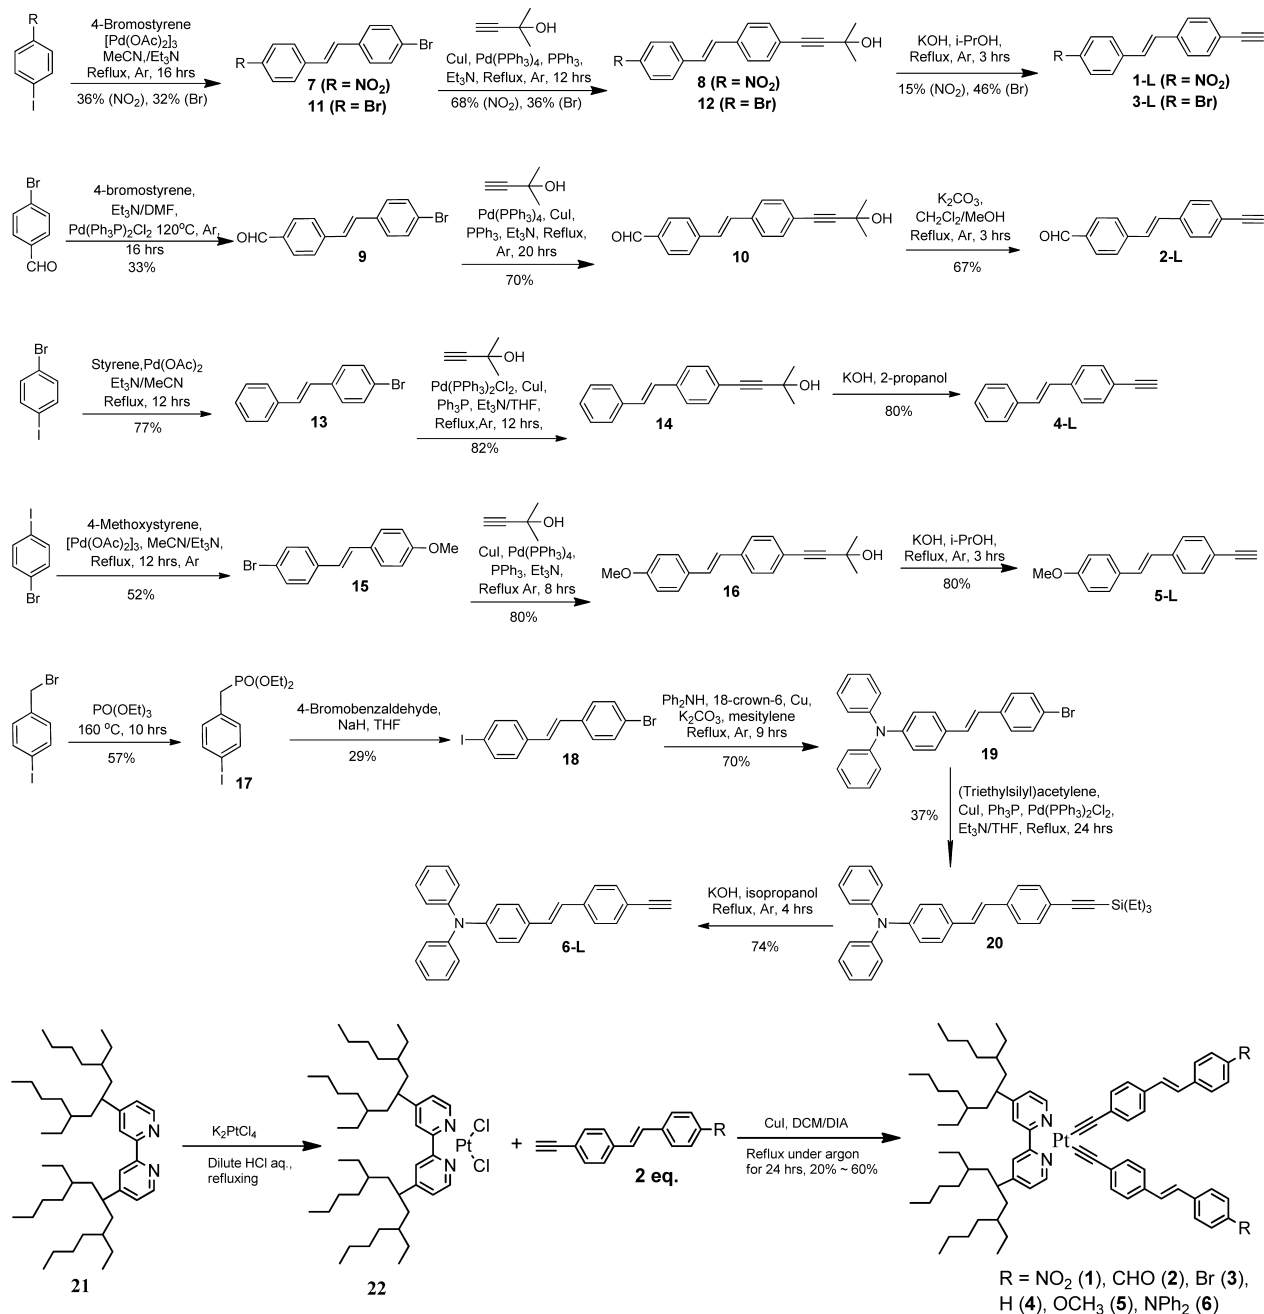 R
I
4-Bromostyrene
[Pd(OAc)2]3
MeCN,/Et3N
Reflux, Ar, 16 hrs
36% (NO2), 32% (Br)
R
Br
7 (R = NO2)
11 (R = Br)
OH
CuI, Pd(PPh3)4, PPh3,
Et3N, Reflux, Ar, 12 hrs
68% (NO2), 36% (Br)
R
OH
8 (R = NO2)
12 (R = Br)
KOH, i-PrOH,
Reflux, Ar, 3 hrs
15% (NO2), 46% (Br)
R
1-L (R = NO2)
3-L (R = Br)
Br
CHO
4-bromostyrene,
Et3N/DMF,
Pd(Ph3P)2Cl2 120oC, Ar,
16 hrs
33%
OHC
Br
9
OH
Pd(PPh3)4, CuI,
PPh3, Et3N, Reflux,
Ar, 20 hrs
70%
OHC
OH
10
K2CO3,
CH2Cl2/MeOH
Reflux, Ar, 3 hrs
67%
OHC
2-L
Br
I
Styrene,Pd(OAc)2
Et3N/MeCN
Reflux, 12 hrs
77%
Br
13
OH
Pd(PPh3)2Cl2, CuI,
Ph3P, Et3N/THF,
Reflux,Ar, 12 hrs,
82%
OH
14
KOH, 2-propanol
80%
4-L
I
Br
4-Methoxystyrene,
[Pd(OAc)2]3, MeCN/Et3N,
Reflux, 12 hrs, Ar
52%
Br
OMe
15
OH
CuI, Pd(PPh3)4,
PPh3, Et3N,
Reflux Ar, 8 hrs
80%
MeO
OH
16
KOH, i-PrOH,
Reflux, Ar, 3 hrs
80%
MeO
5-L
Br
I
PO(OEt)3
160 oC, 10 hrs
57%
PO(OEt)2
I
17
4-Bromobenzaldehyde,
NaH, THF
29%
I
Br
18
Ph2NH, 18-crown-6, Cu,
K2CO3, mesitylene
Reflux, Ar, 9 hrs
70%
N
Br
19
37%
(Triethylsilyl)acetylene,
CuI, Ph3P, Pd(PPh3)2Cl2,
Et3N/THF, Reflux, 24 hrs
N
Si(Et)3
20
KOH, isopropanol
Reflux, Ar, 4 hrs
74%
N
6-L
N
N
21
K2PtCl4
Dilute HCl aq.,
refluxing
N
N
Pt
Cl
Cl
22
+
R
2 eq.
CuI, DCM/DIA
Reflux under argon
for 24 hrs, 20% ~ 60%
N
N
Pt
R
R
R = NO2 (1), CHO (2), Br (3),
H (4), OCH3 (5), NPh2 (6)